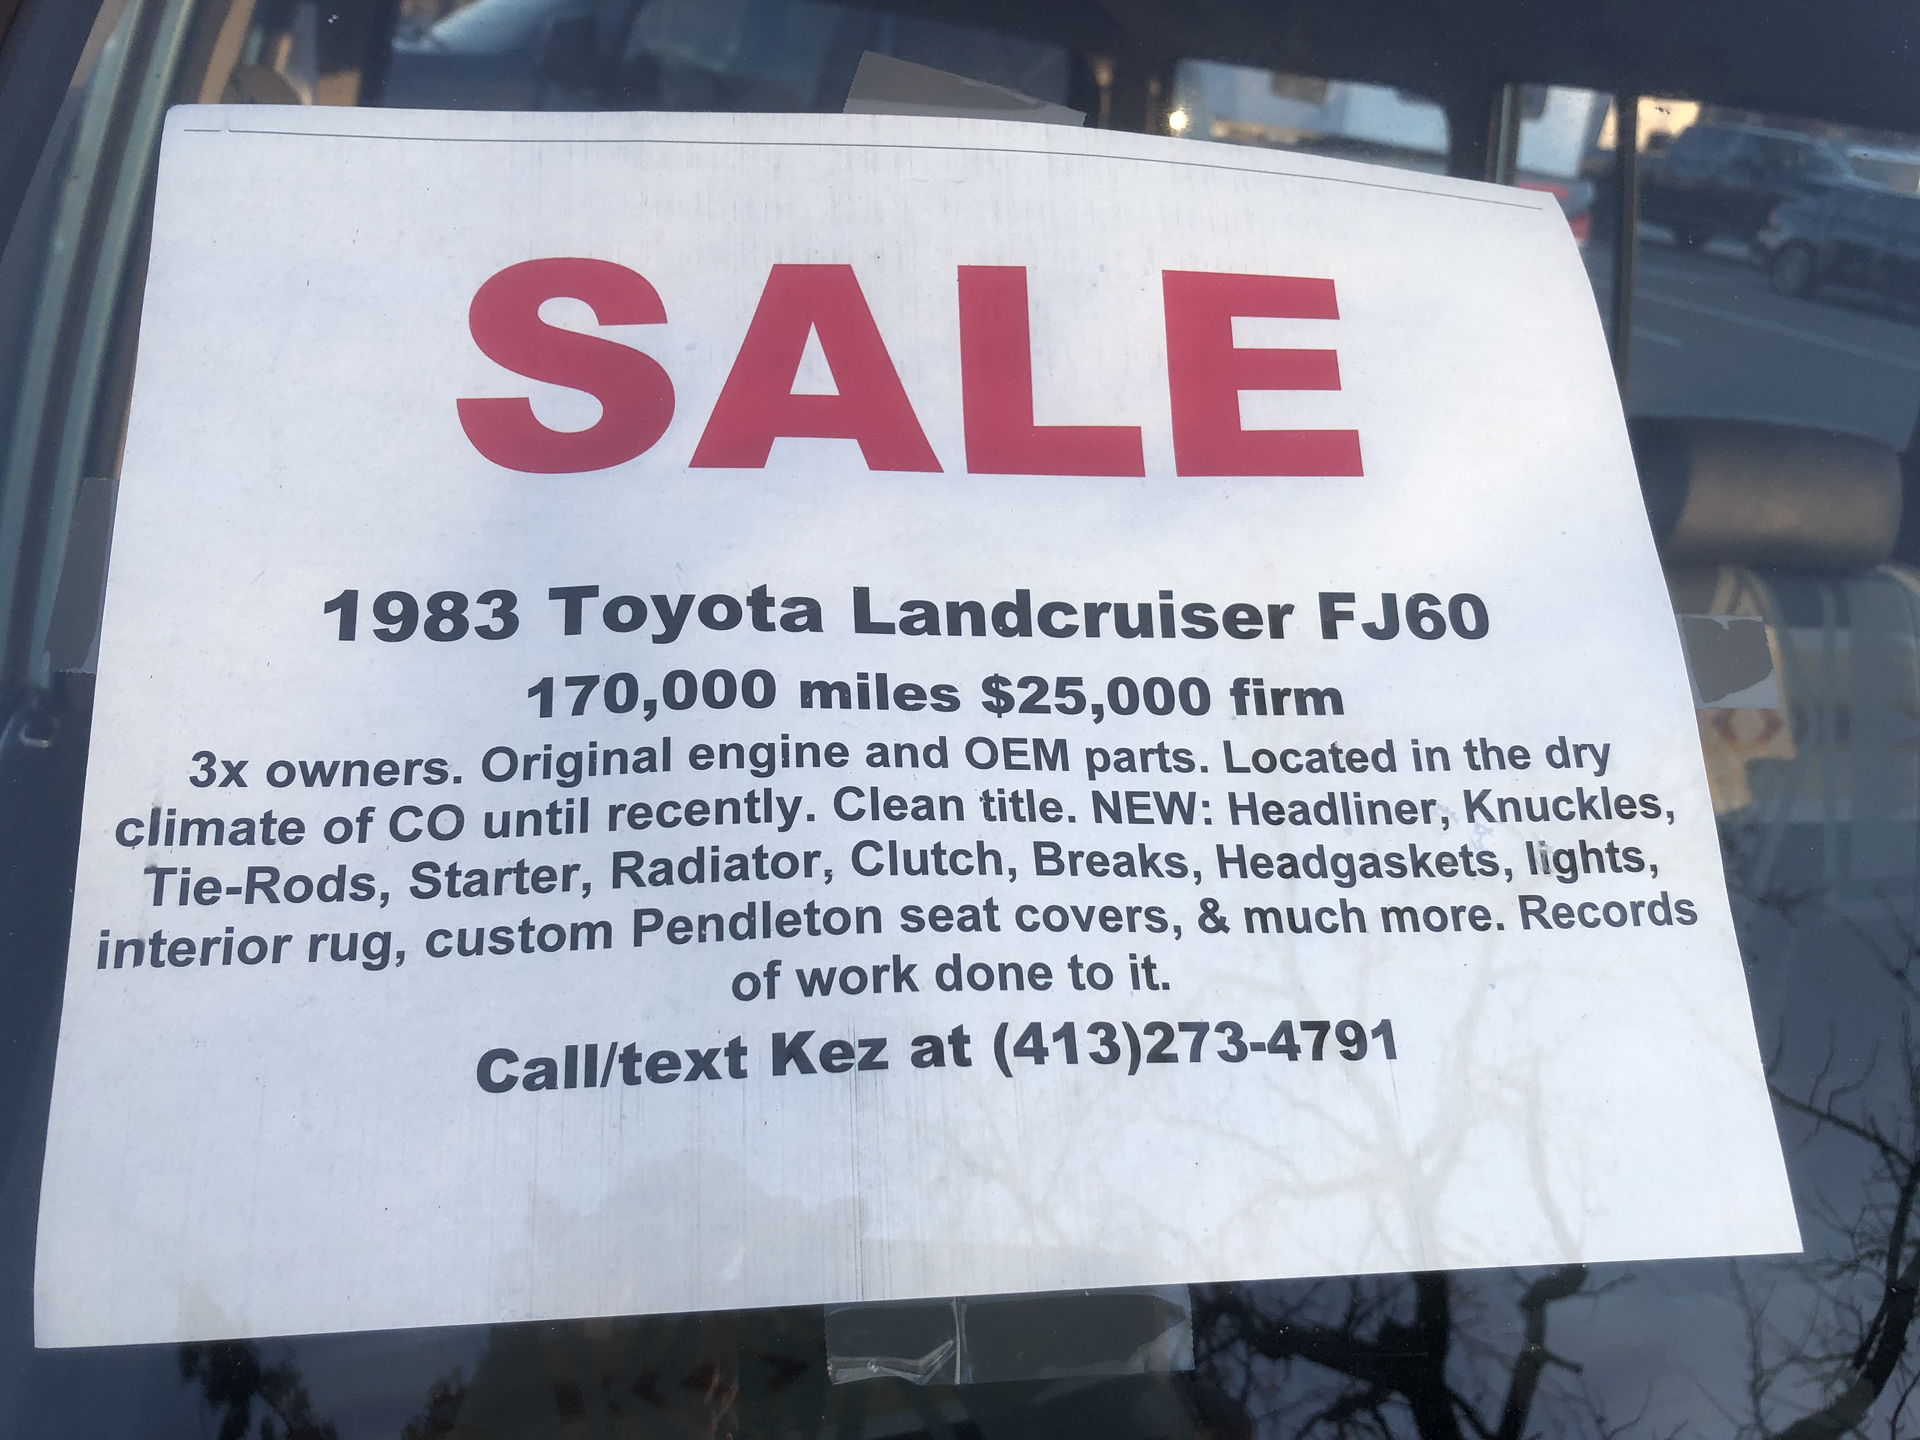 SALE
1983 Toyota Landcruiser FJ60
170,000 miles $25,000 firm
3x owners. Original engine and OEM parts. Located in the dry
climate of CO until recently. Clean title. NEW: Headliner, Knuckles,
Tie-Rods, Starter, Radiator, Clutch, Breaks, Headgaskets, lights,
interior rug, custom Pendleton seat covers, & much more. Records
of work done to it.
Call/text Kez at (413)273-4791